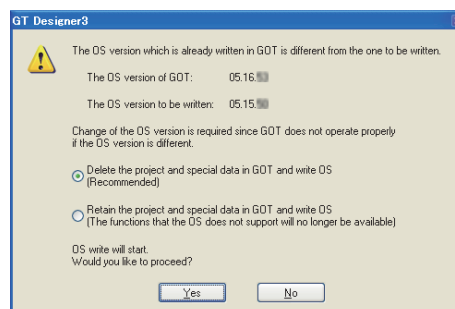 GT Designer3
The OS version which is already written in GOT is different from the one to be written.
The OS version of GOT: 05.16.
The OS version to be written: 05.15.
Change of the OS version is required since GOT does not operate properly
if the OS version is different.
Delete the project and special data in GOT and write OS
(Recommended)
Retain the project and special data in GOT and write OS
(The functions that the OS does not support will no longer be available)
OS write will start.
Would you like to proceed?
Yes No